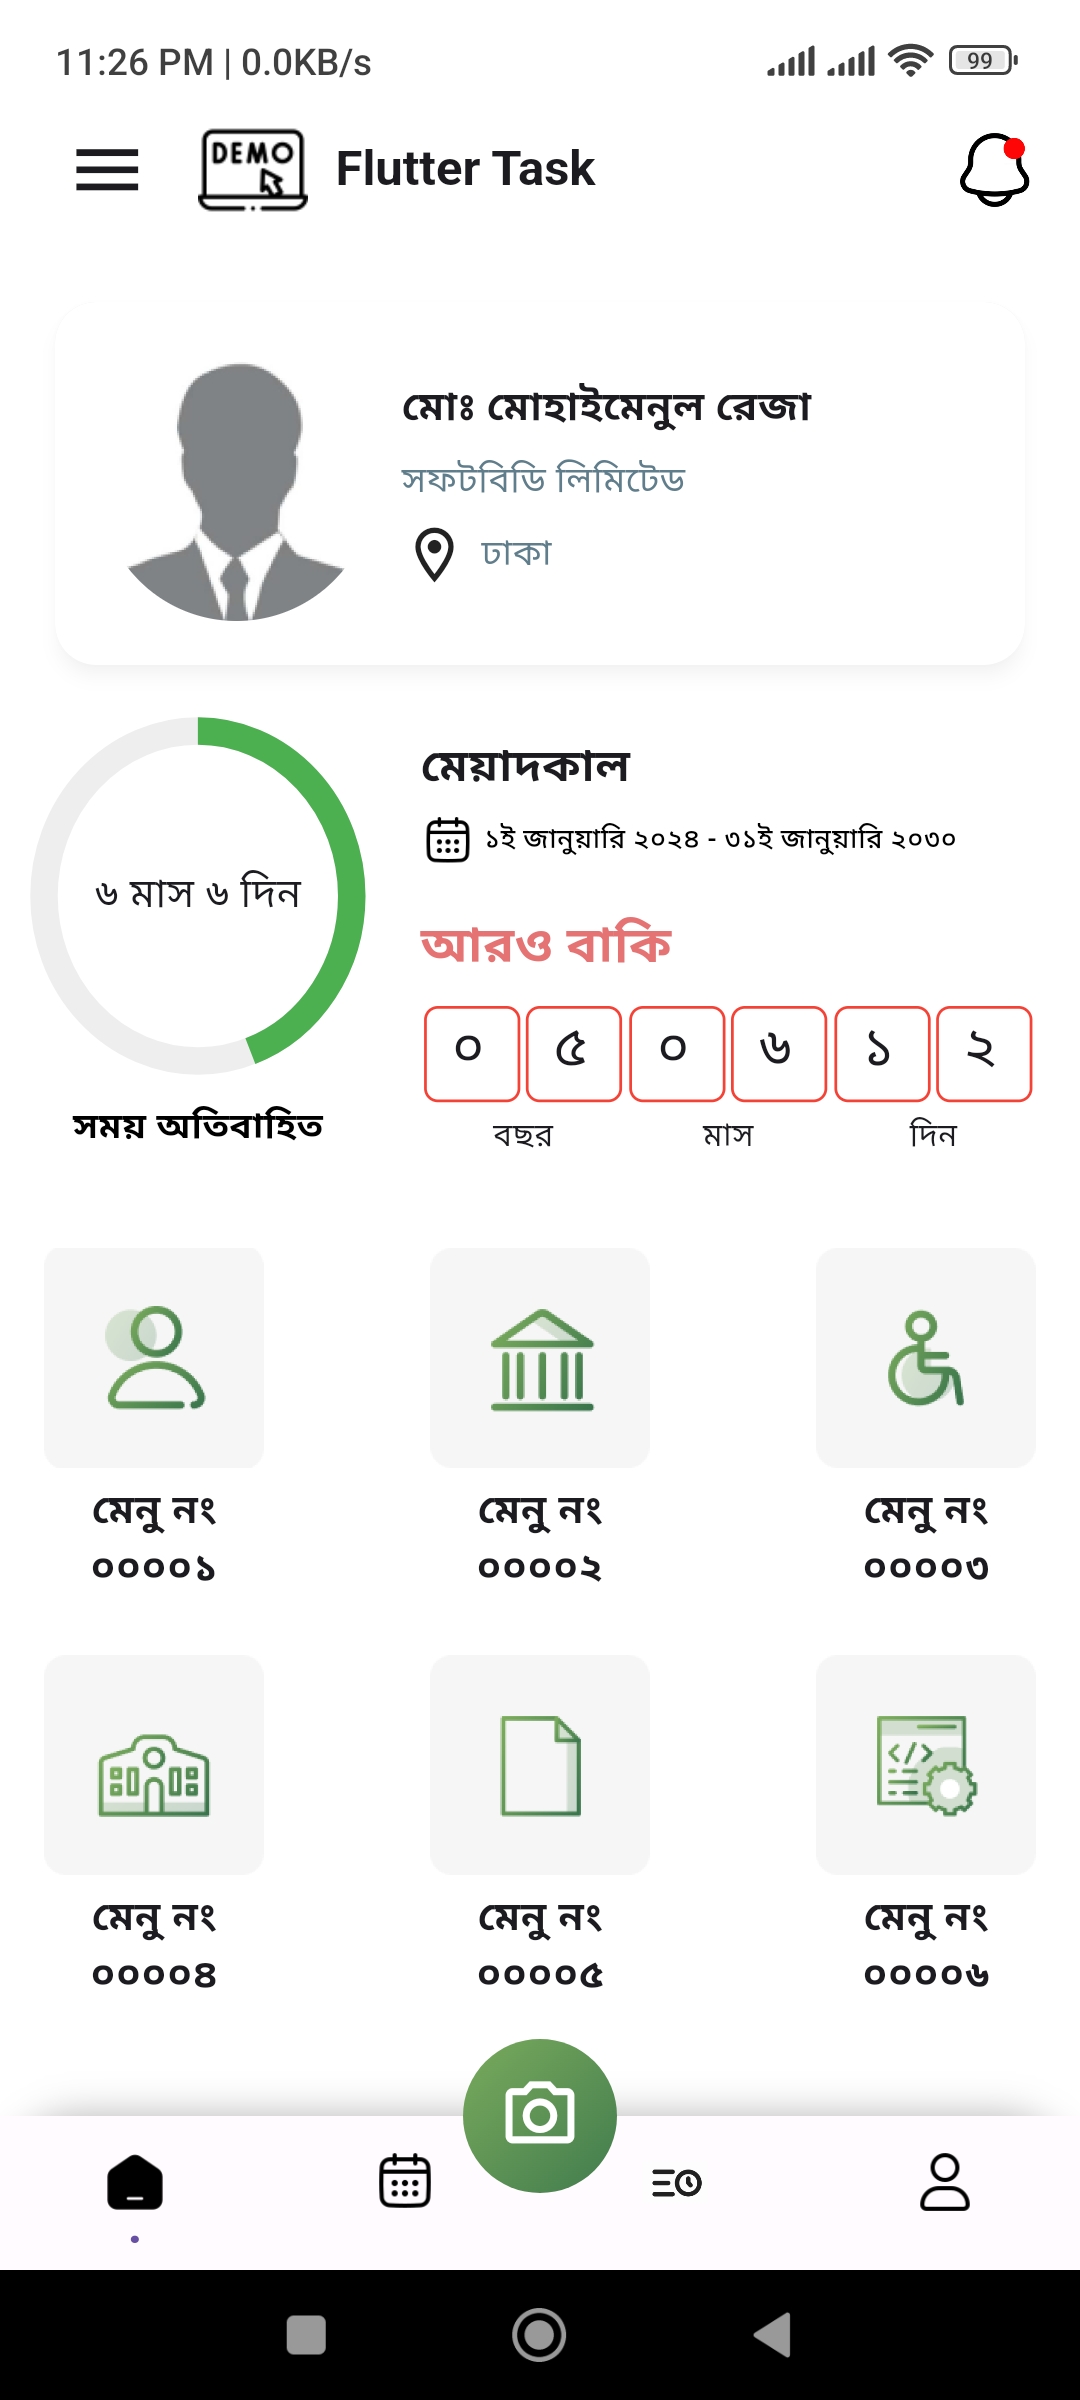 11:26 PM | 0.0KB/s
99
DEMO
Flutter Task
মোঃ মোহাইমেনুল রেজা
সফটবিডি লিমিটেড
ঢাকা
মেয়াদকাল
১ই জানুয়ারি ২০২৪ - ৩১ই জানুয়ারি ২০৩০
৬ মাস ৬ দিন
আরও বাকি
০ ৫ ০ ৬ ১ ২
সময় অতিবাহিত
বছর মাস দিন
মেনু নং মেনু নং মেনু নং
০০০০১ ০০০০২ ০০০০৩
মেনু নং মেনু নং মেনু নং
০০০০৪ ০০০০৫ ০০০০৬